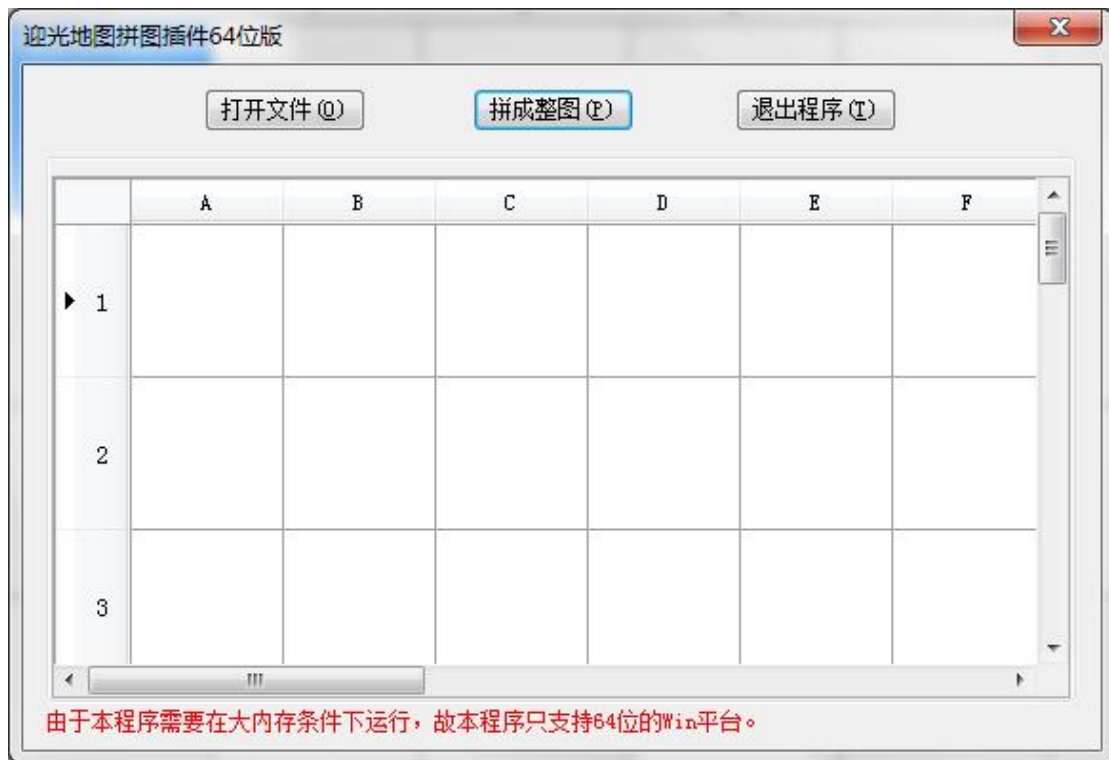 迎光地图拼图插件64位版
打开文件(O) 拼成整图(P) 退出程序(T)
A B C D E F
1
2
3
由于本程序需要在大内存条件下运行，故本程序只支持64位的Win平台。